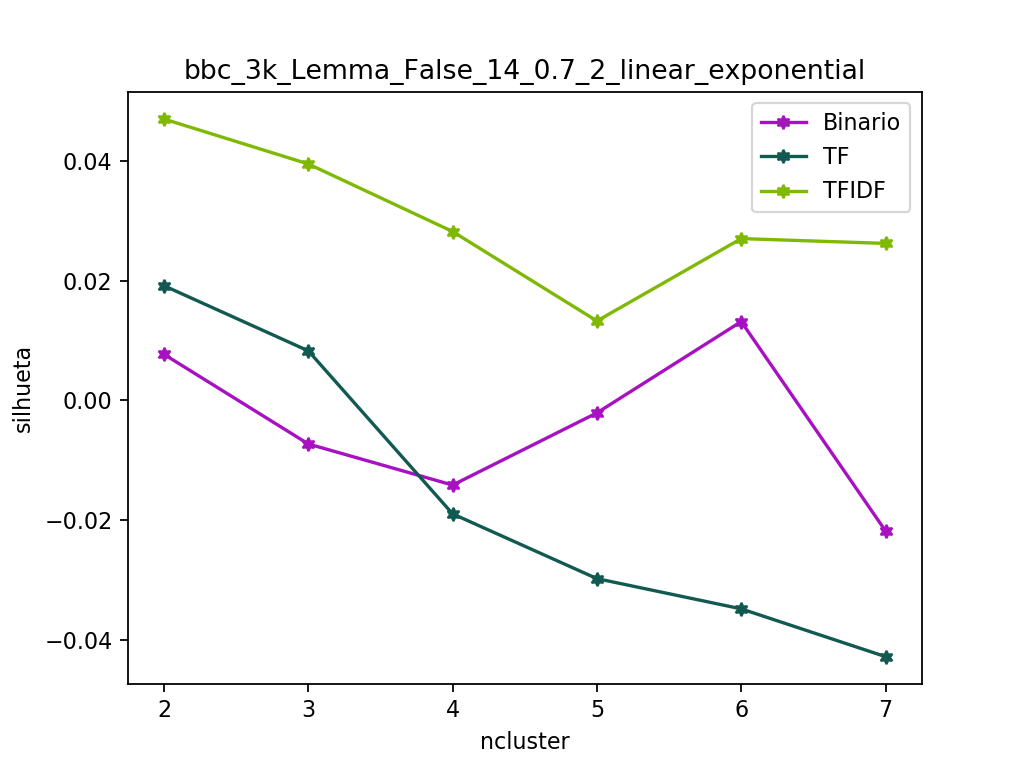 bbc_3k_Lemma_False_14_0.7_2_linear_exponential
Binario
TF
TFIDF
0.04
0.02
0.00
−0.02
−0.04
silhueta
2 3 4 5 6 7
ncluster